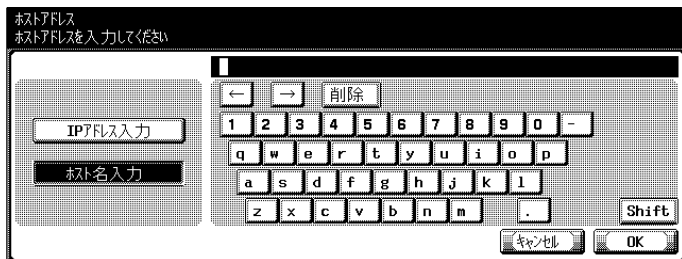 ホストアドレス
ホストアドレスを入力してください
← → 削除
IPアドレス入力
1 2 3 4 5 6 7 8 9 0 -
q w e r t y u i o p
ホスト名入力
a s d f g h j k l
z x c v b n m . Shift
キャンセル OK